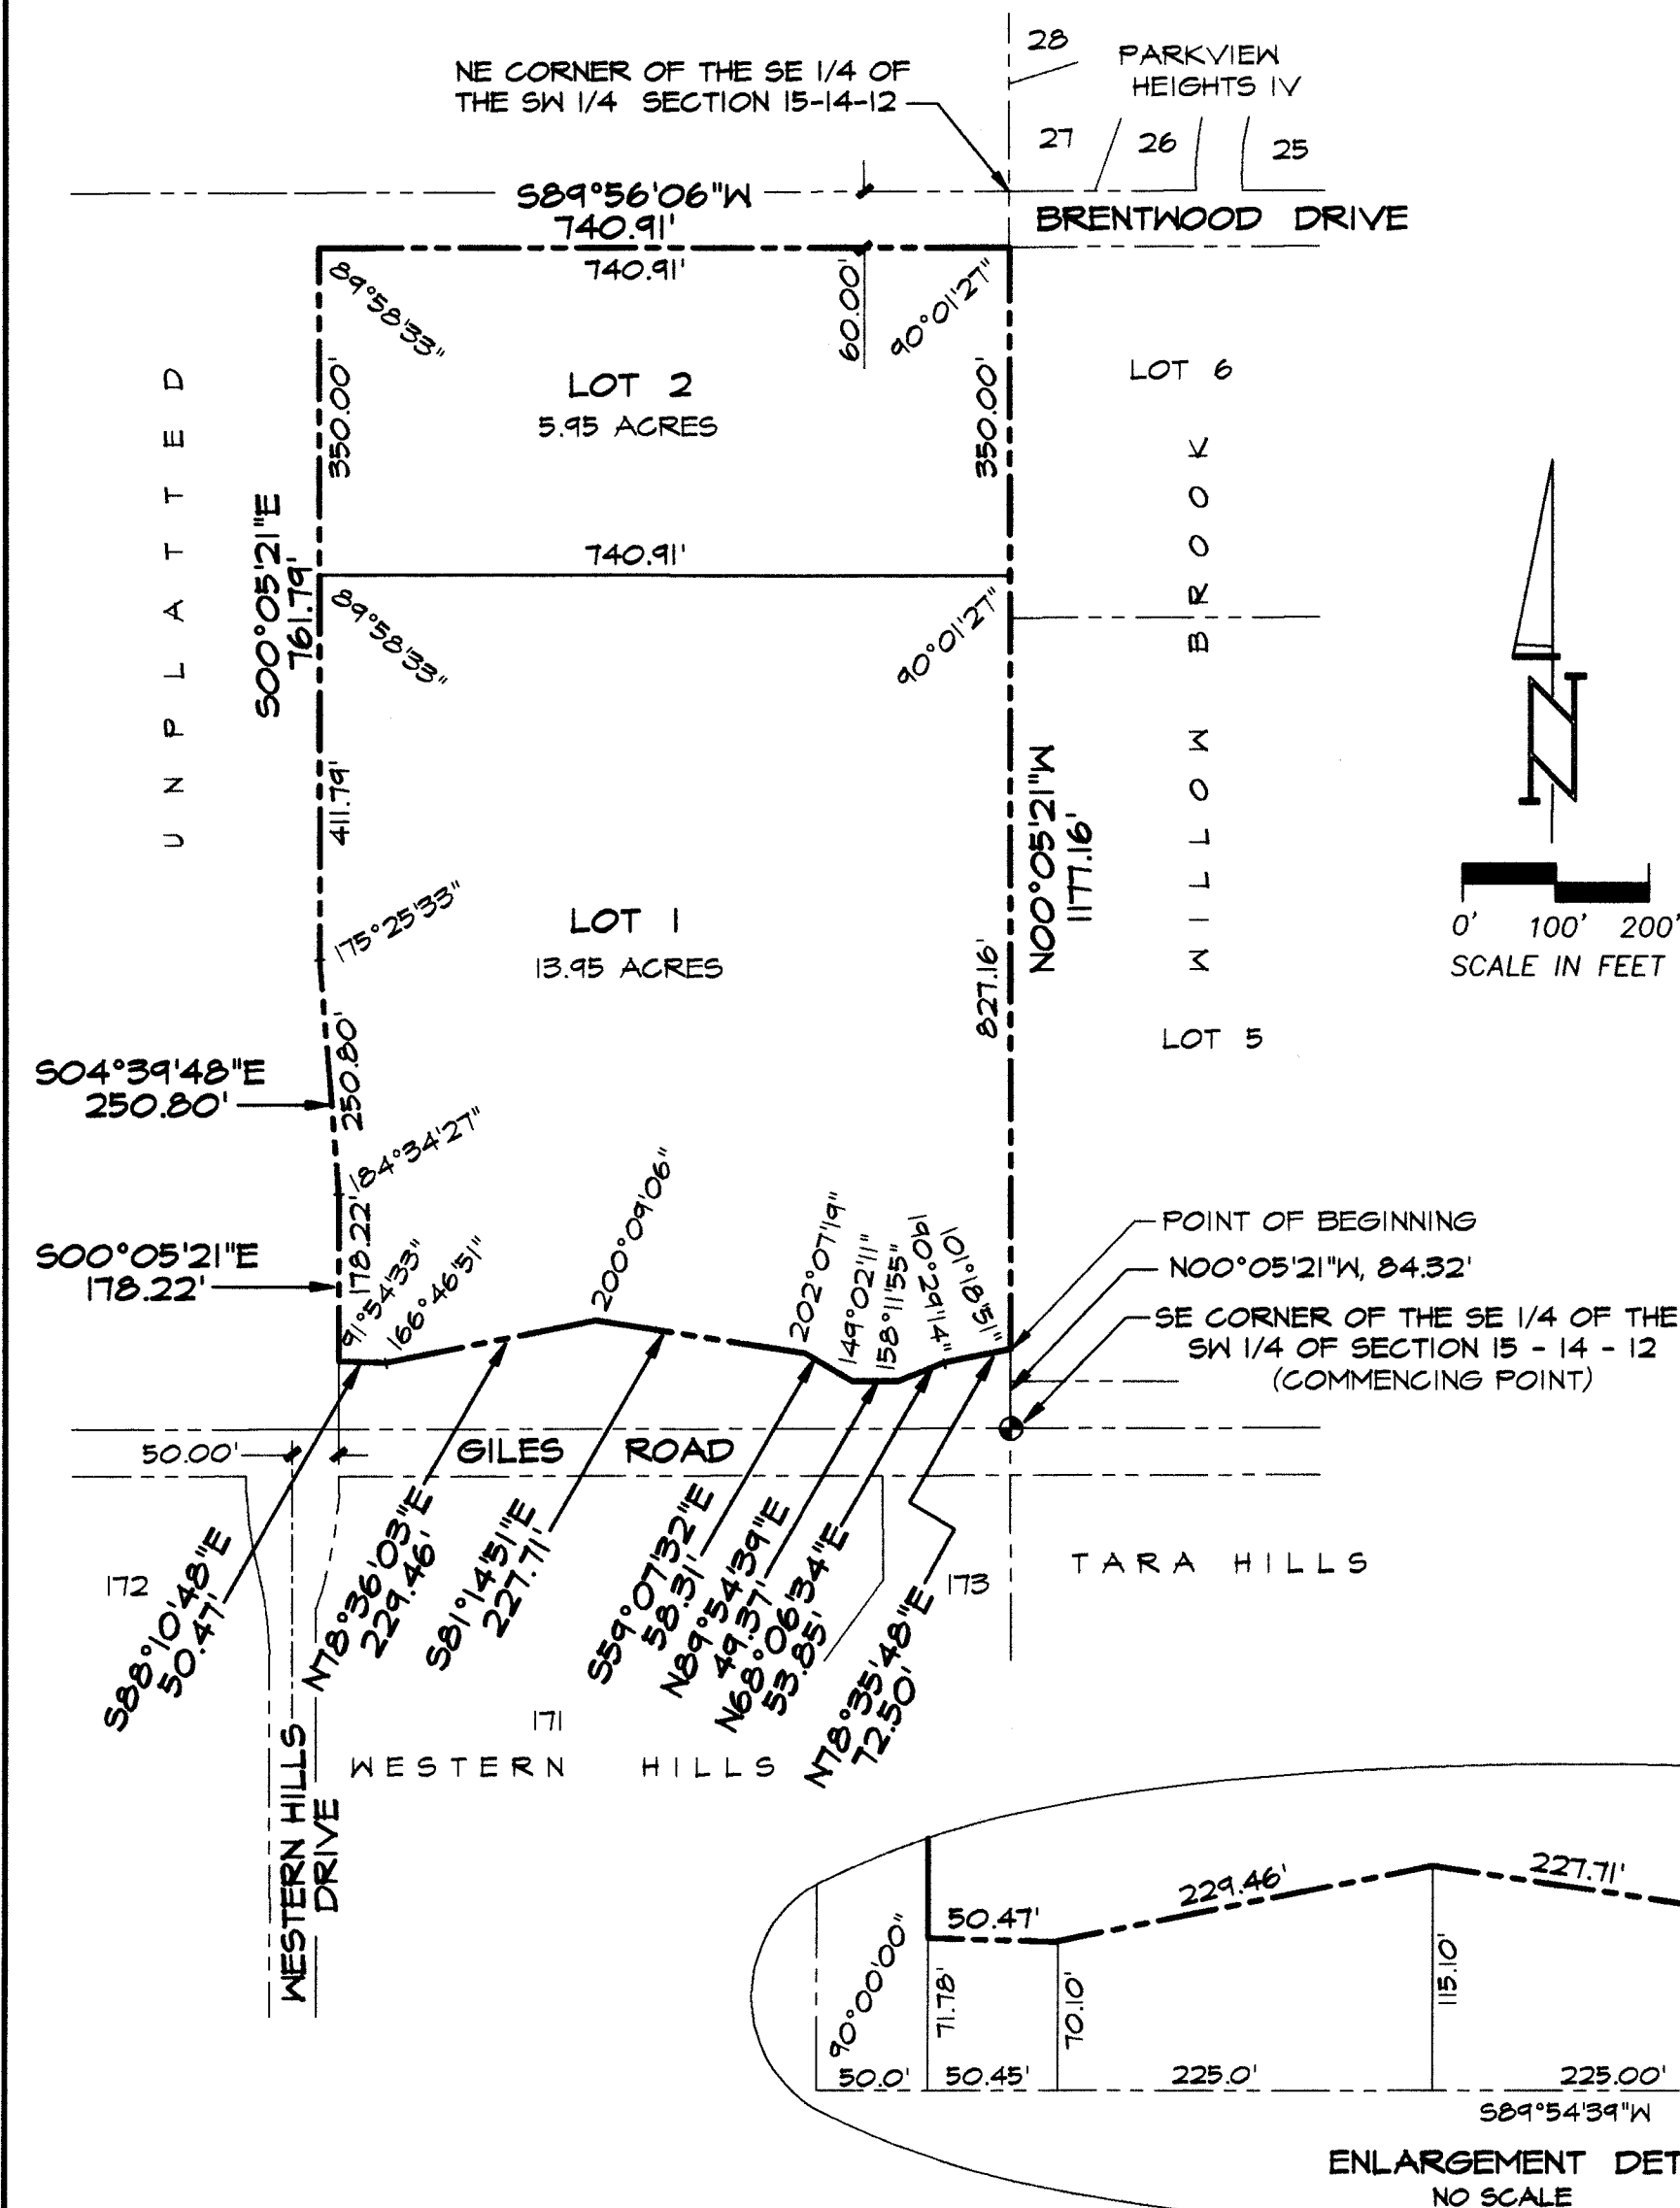 28
PARKVIEW
HEIGHTS IV
NE CORNER OF THE SE 1/4 OF
THE SW 1/4 SECTION 15-14-12
27
26
25
S89°56'06"W
740.91'
BRENTWOOD DRIVE
740.91'
89°58'33"
60.00'
90°01'27"
350.00'
LOT 2
5.95 ACRES
350.00'
LOT 6
UNPLATTED
S00°05'21"E
761.79'
740.91'
89°58'33"
90°01'27"
WILLOW BROOK
411.79'
N00°05'21"W
1177.16'
175°25'33"
LOT 1
13.95 ACRES
827.16'
0' 100' 200'
SCALE IN FEET
LOT 5
S04°39'48"E
250.80'
250.80'
184°34'27"
S00°05'21"E
178.22'
178.22'
91°54'33"
166°46'51"
200°09'06"
202°07'19"
149°02'11"
158°11'55"
190°29'14"
101°18'51"
POINT OF BEGINNING
N00°05'21"W, 84.32'
SE CORNER OF THE SE 1/4 OF THE
SW 1/4 OF SECTION 15 - 14 - 12
(COMMENCING POINT)
50.00'
GILES ROAD
S88°10'48"E
50.47'
N78°36'03"E
229.46'
S81°14'51"E
227.71'
S59°07'32"E
58.31'
N89°54'39"E
49.37'
N68°06'34"E
53.85'
N78°35'48"E
72.50'
172
173
TARA HILLS
171
WESTERN HILLS
WESTERN HILLS
DRIVE
229.46'
227.71'
50.47'
90°00'00"
71.78'
70.10'
115.10'
50.0'
50.45'
225.0'
225.00'
S89°54'39"W
ENLARGEMENT DET
NO SCALE